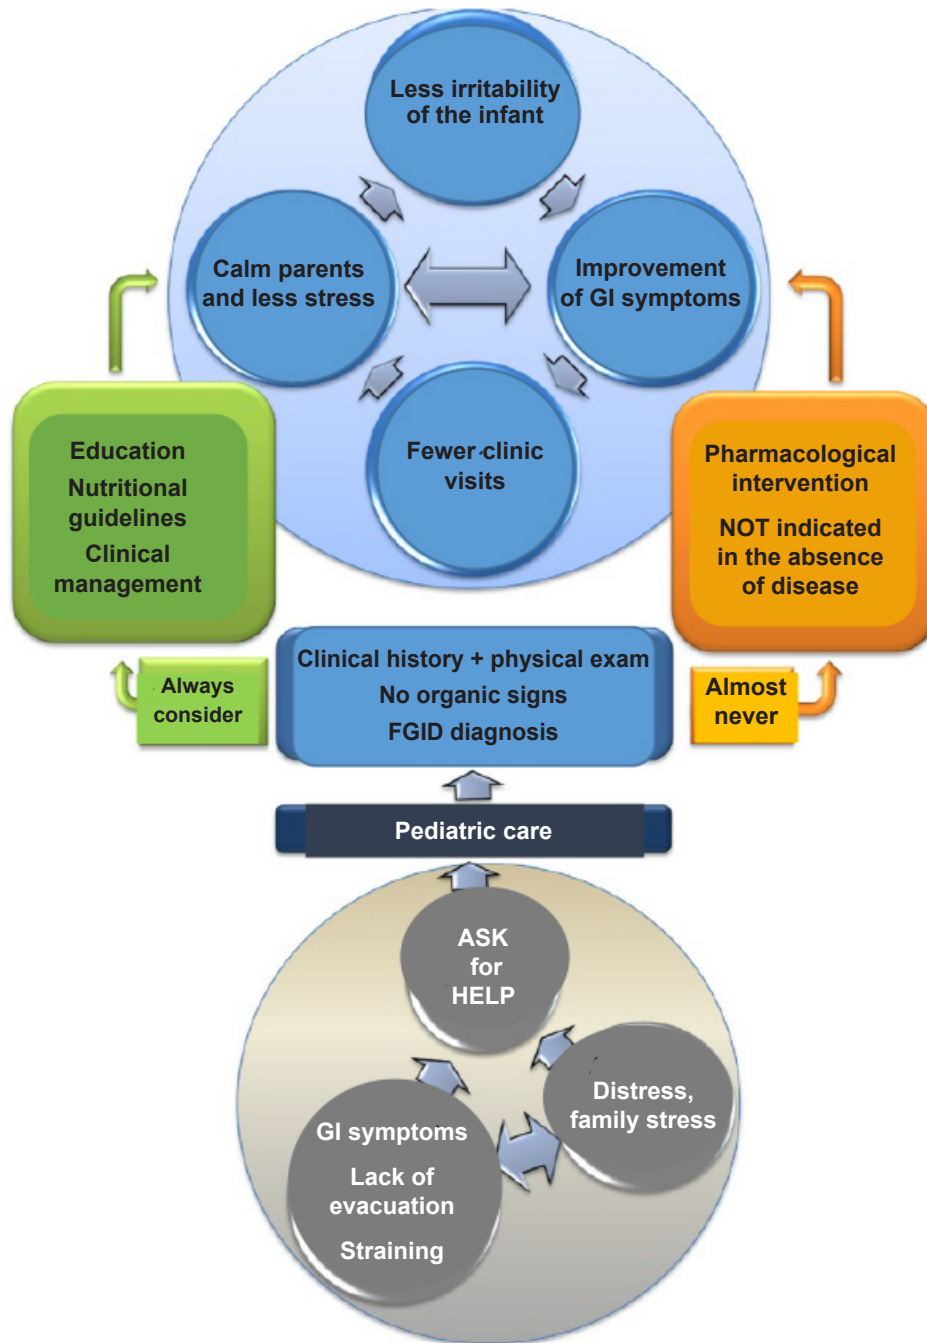 Less irritability
of the infant
Calm parents
and less stress
Improvement
of GI symptoms
Fewer clinic
visits
Education
Nutritional
guidelines
Clinical
management
Pharmacological
intervention
NOT indicated
in the absence
of disease
Always
consider
Clinical history + physical exam
No organic signs
FGID diagnosis
Almost
never
Pediatric care
ASK
for
HELP
Distress,
family stress
GI symptoms
Lack of
evacuation
Straining